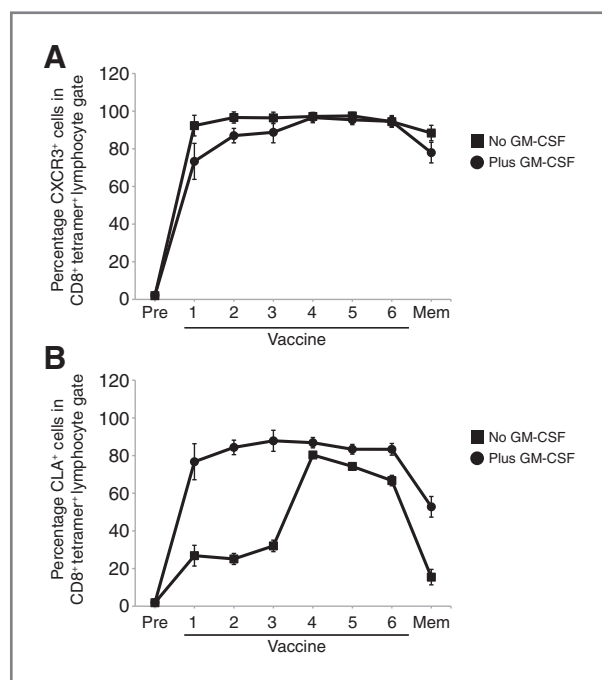 A
Percentage CXCR3⁺ cells in
CD8⁺ tetramer⁺ lymphocyte gate
120
100
80
60
40
20
0
Pre 1 2 3 4 5 6 Mem
Vaccine
No GM-CSF
Plus GM-CSF
B
Percentage CLA⁺ cells in
CD8⁺ tetramer⁺ lymphocyte gate
120
100
80
60
40
20
0
Pre 1 2 3 4 5 6 Mem
Vaccine
No GM-CSF
Plus GM-CSF